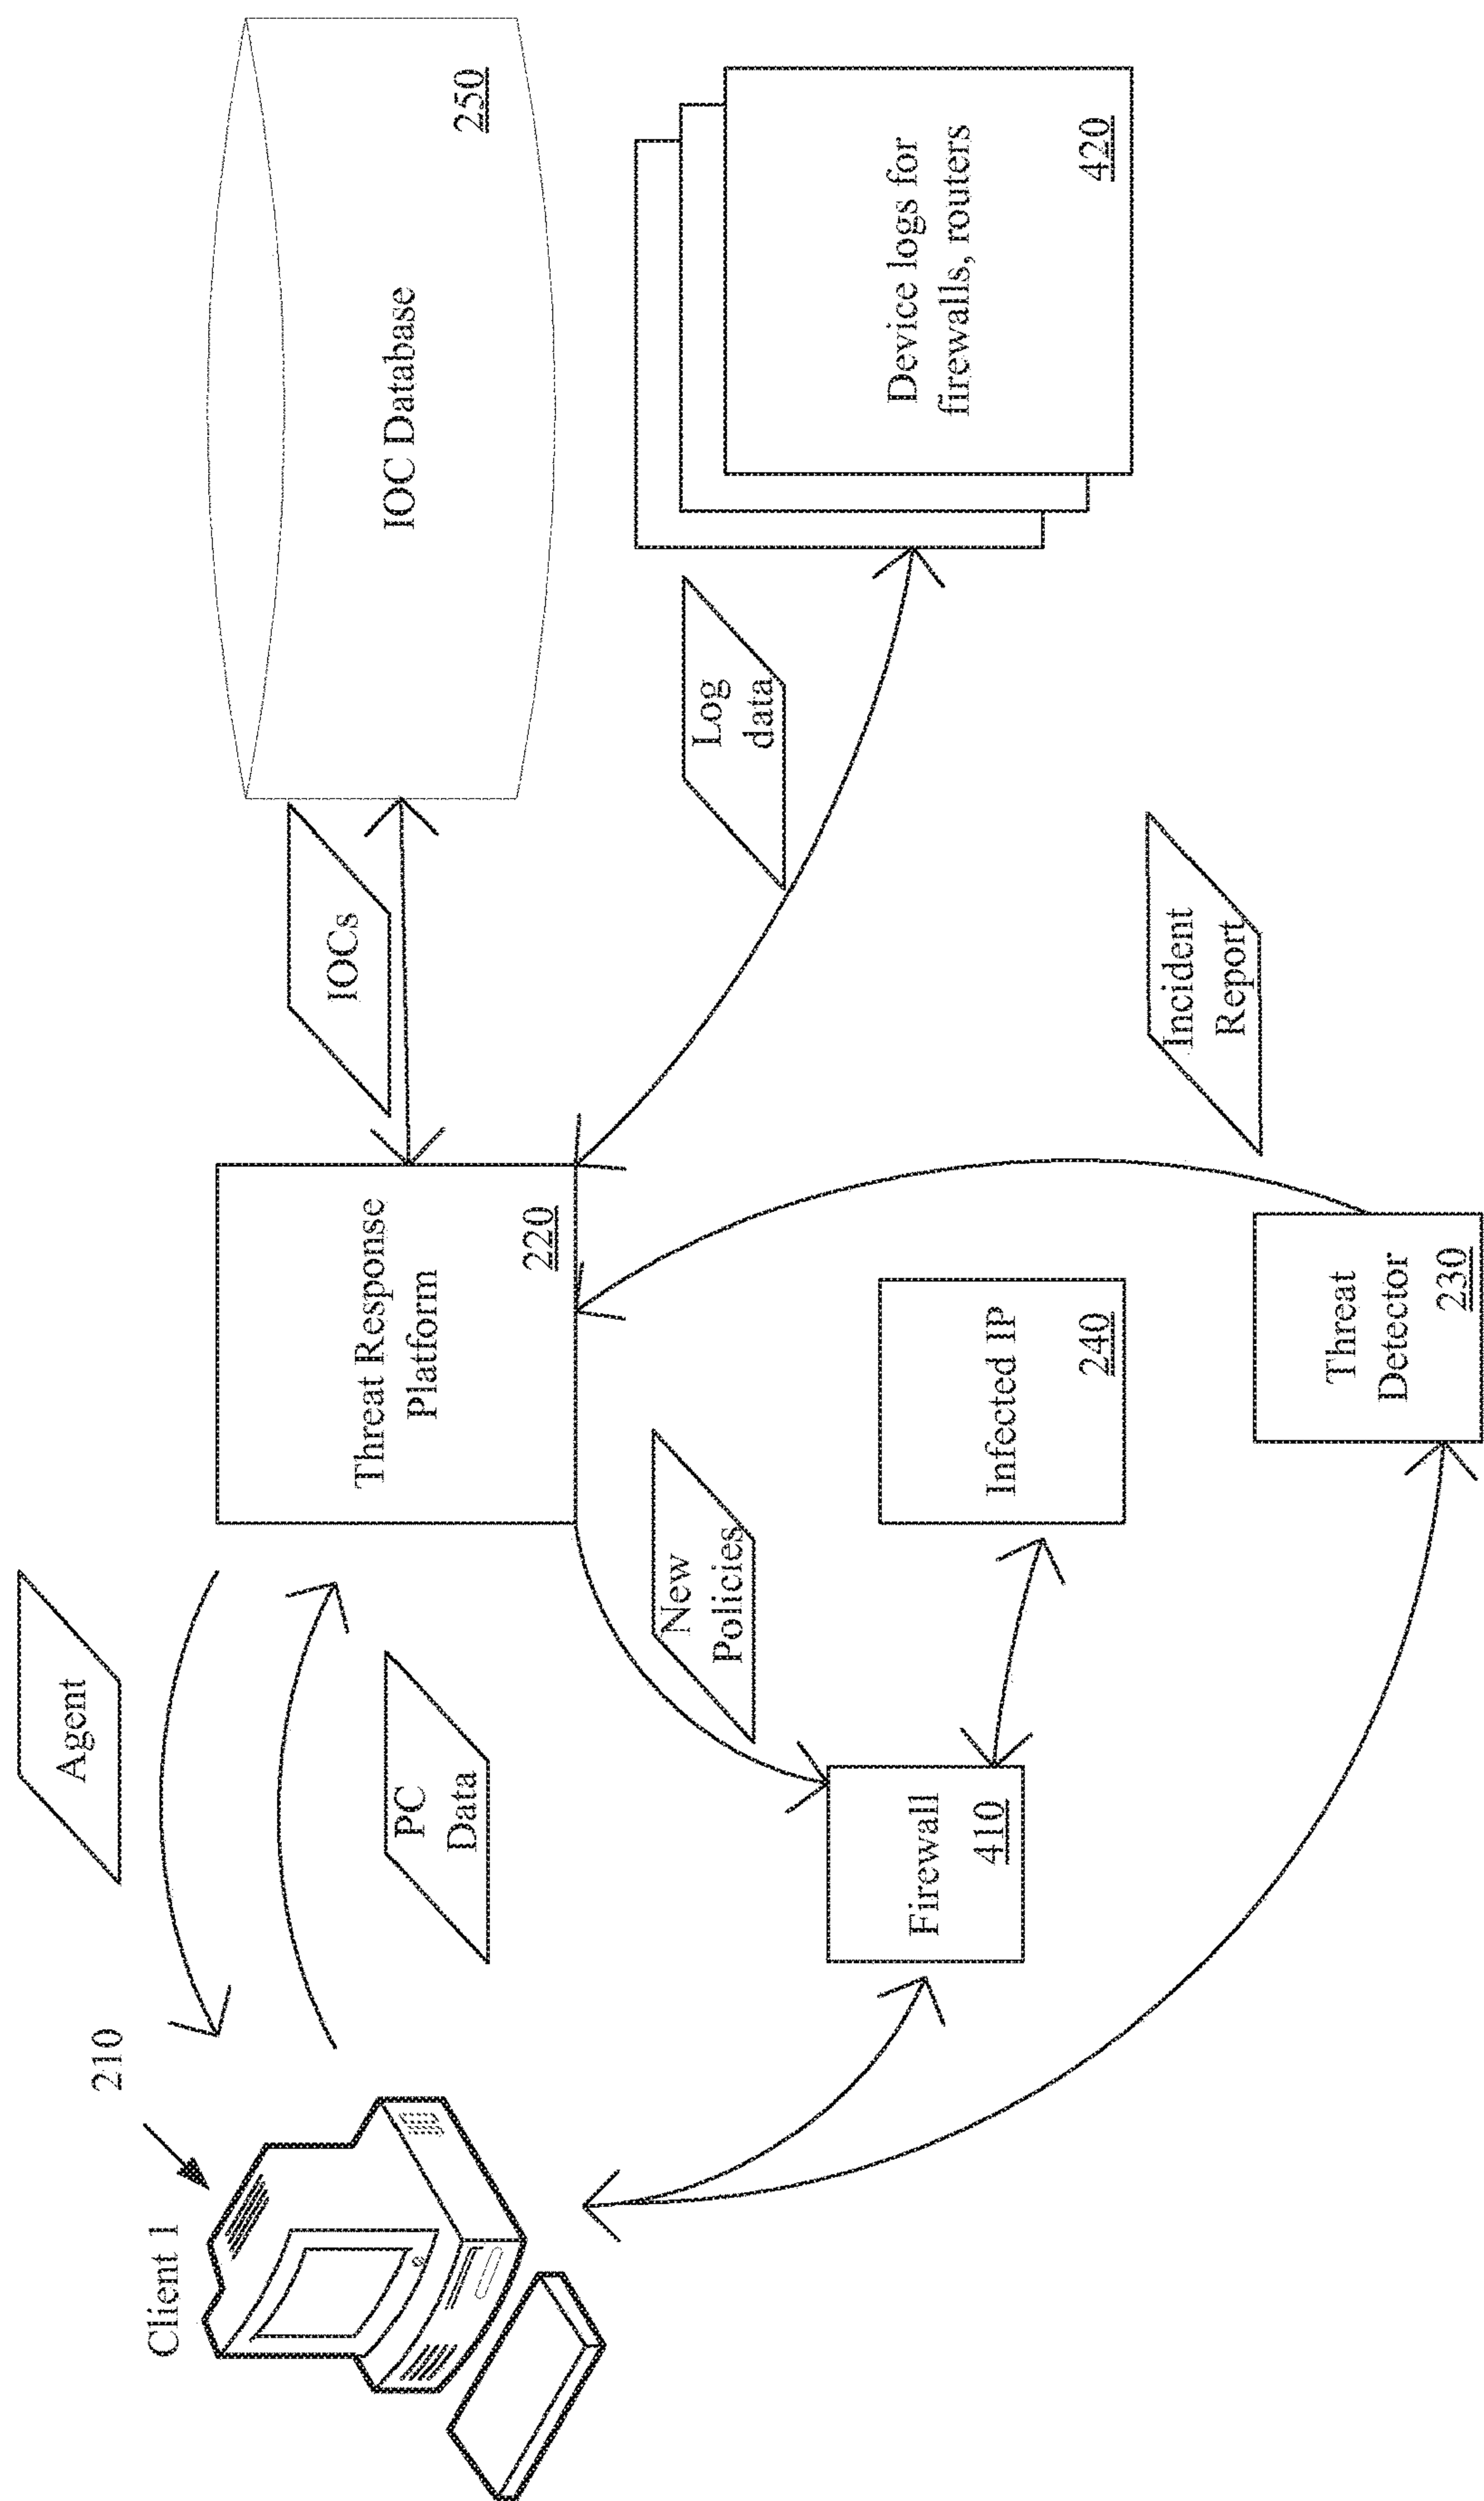 Client 1
210
Agent
PC
Data
Threat Response
Platform
220
IOCs
IOC Database
250
New
Policies
Log
data
Device logs for
firewalls, routers
420
Firewall
410
Infected IP
240
Incident
Report
Threat
Detector
230